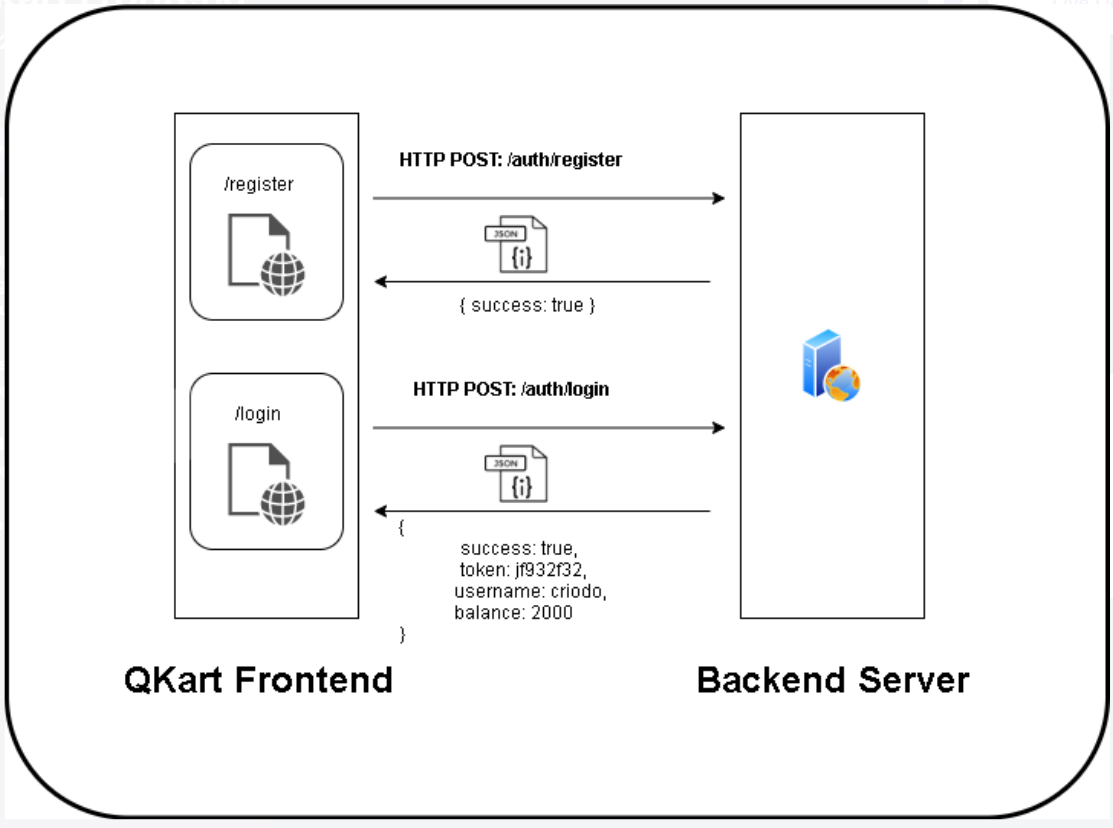 HTTP POST: /auth/register
/register
JSON
{i}
{ success: true }
HTTP POST: /auth/login
/login
JSON
{i}
{
success: true,
token: jf932f32,
username: criodo,
balance: 2000
}
QKart Frontend
Backend Server